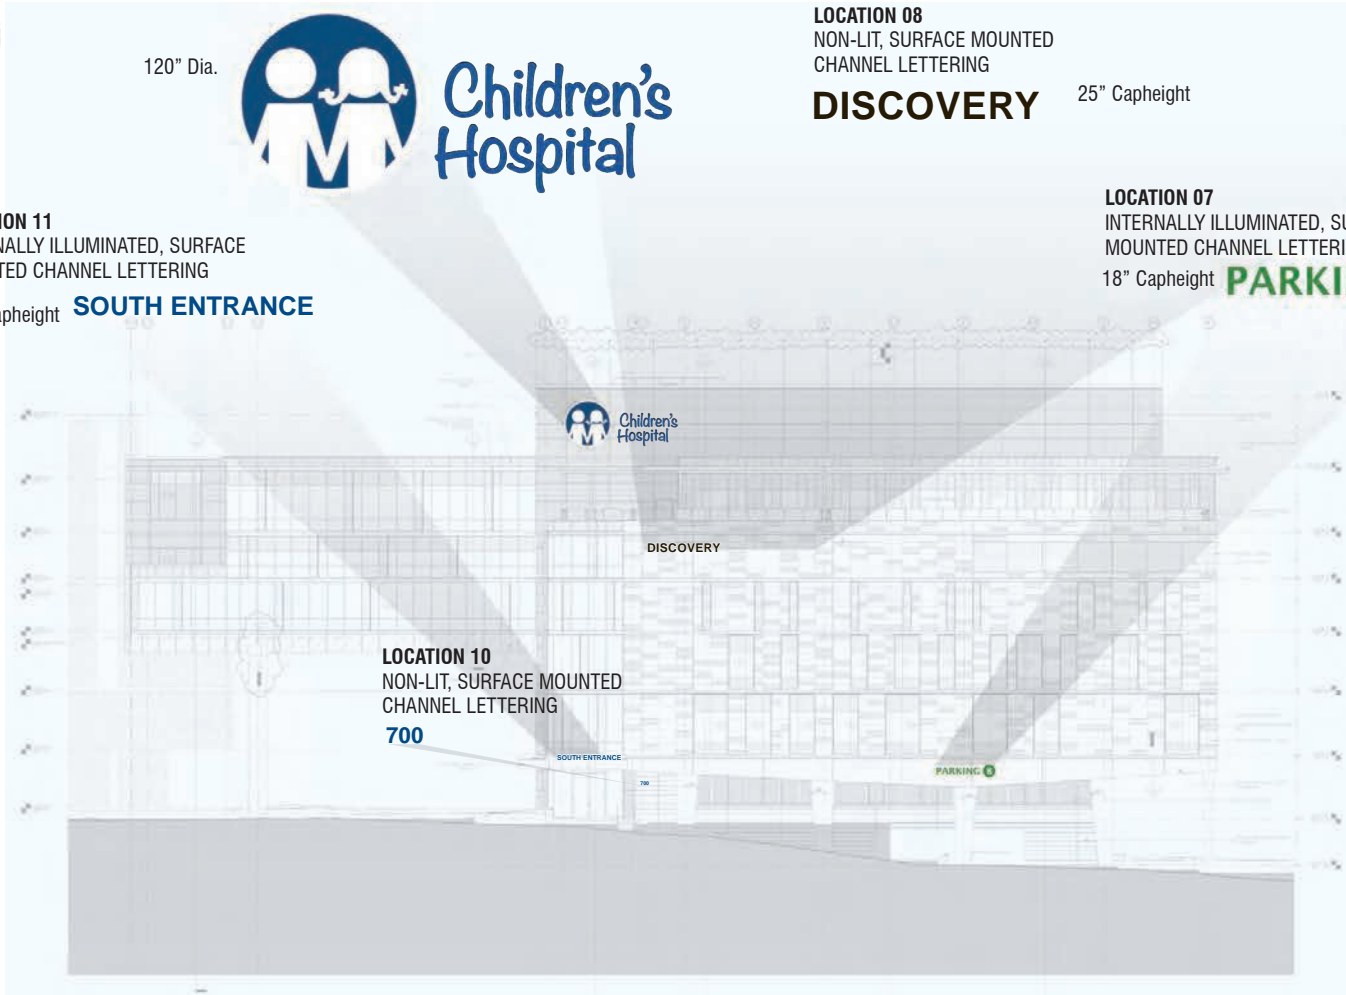 120” Dia.
Children's
Hospital
LOCATION 08
NON-LIT, SURFACE MOUNTED
CHANNEL LETTERING
DISCOVERY
25” Capheight
ION 11
NALLY ILLUMINATED, SURFACE
TED CHANNEL LETTERING
apheight SOUTH ENTRANCE
LOCATION 07
INTERNALLY ILLUMINATED, SU
MOUNTED CHANNEL LETTERI
18” Capheight PARKI
Children's
Hospital
DISCOVERY
LOCATION 10
NON-LIT, SURFACE MOUNTED
CHANNEL LETTERING
700
SOUTH ENTRANCE
700
PARKING